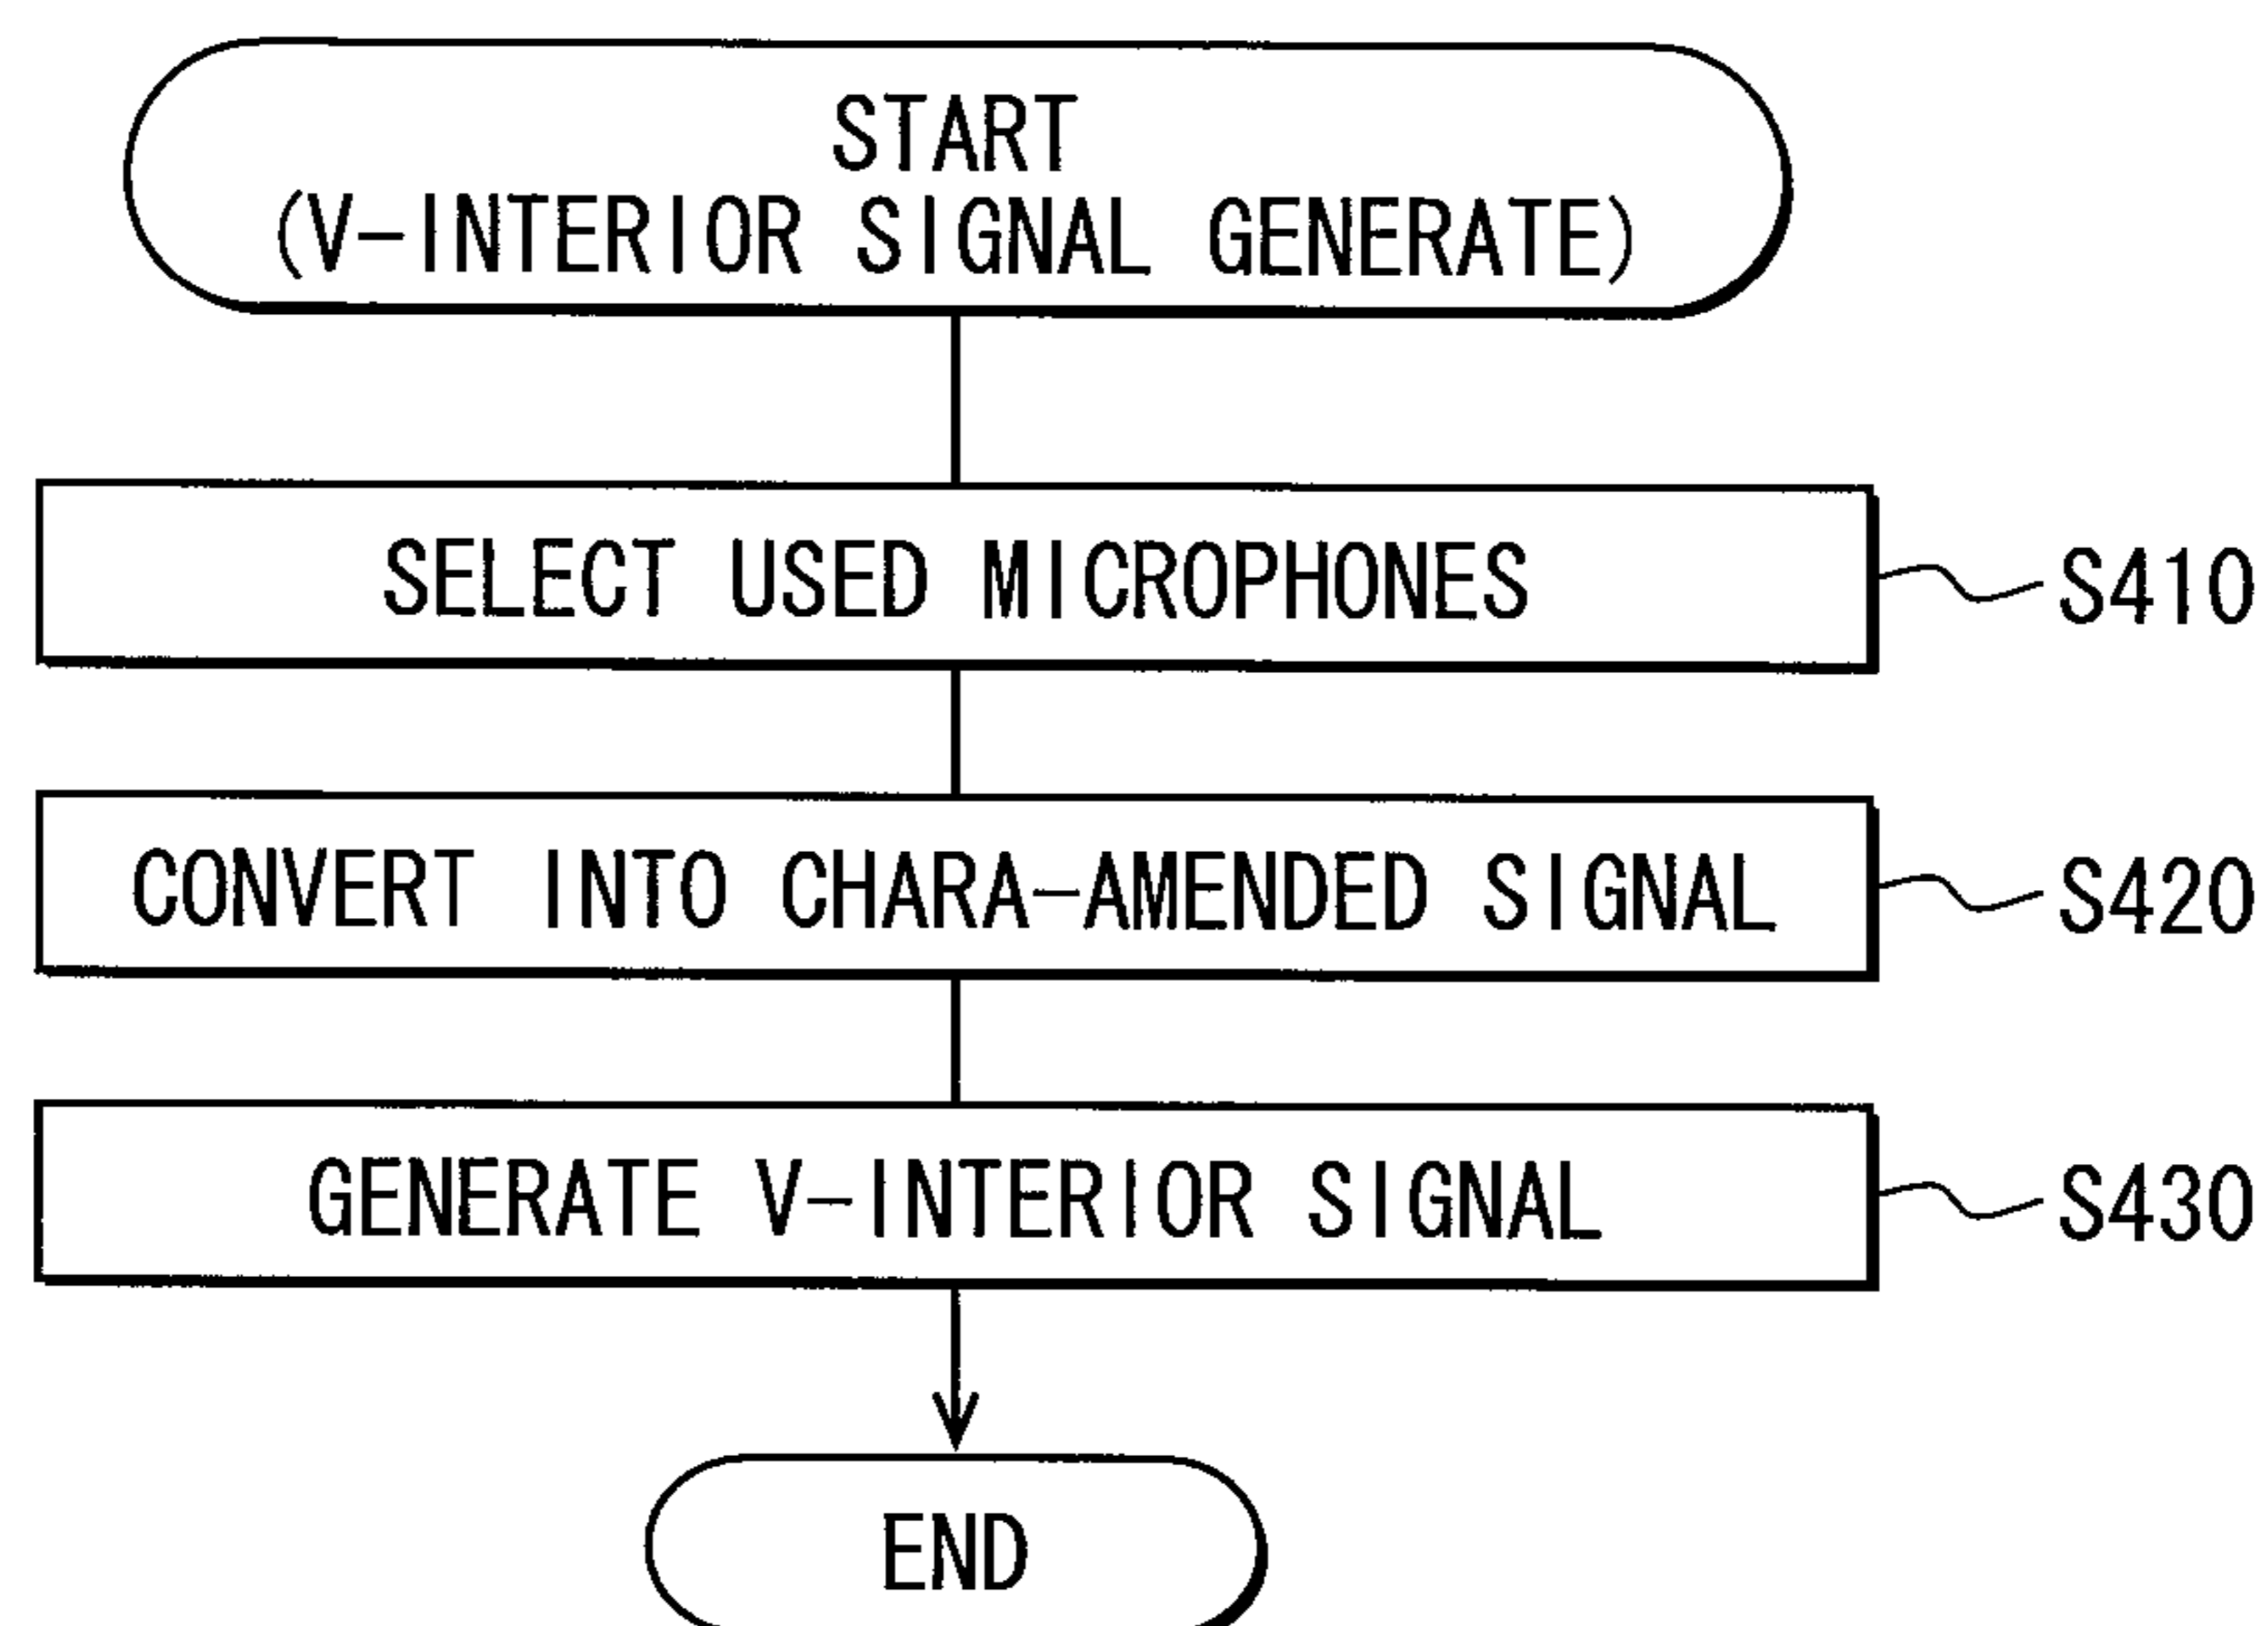 START
(V-INTERIOR SIGNAL GENERATE)
SELECT USED MICROPHONES
S410
CONVERT INTO CHARA-AMENDED SIGNAL
S420
GENERATE V-INTERIOR SIGNAL
S430
END